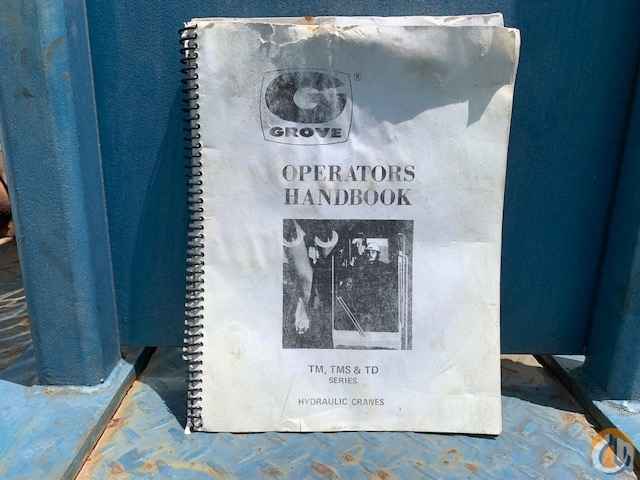 G
®
GROVE
OPERATORS
HANDBOOK
TM, TMS & TD
SERIES
HYDRAULIC CRANES